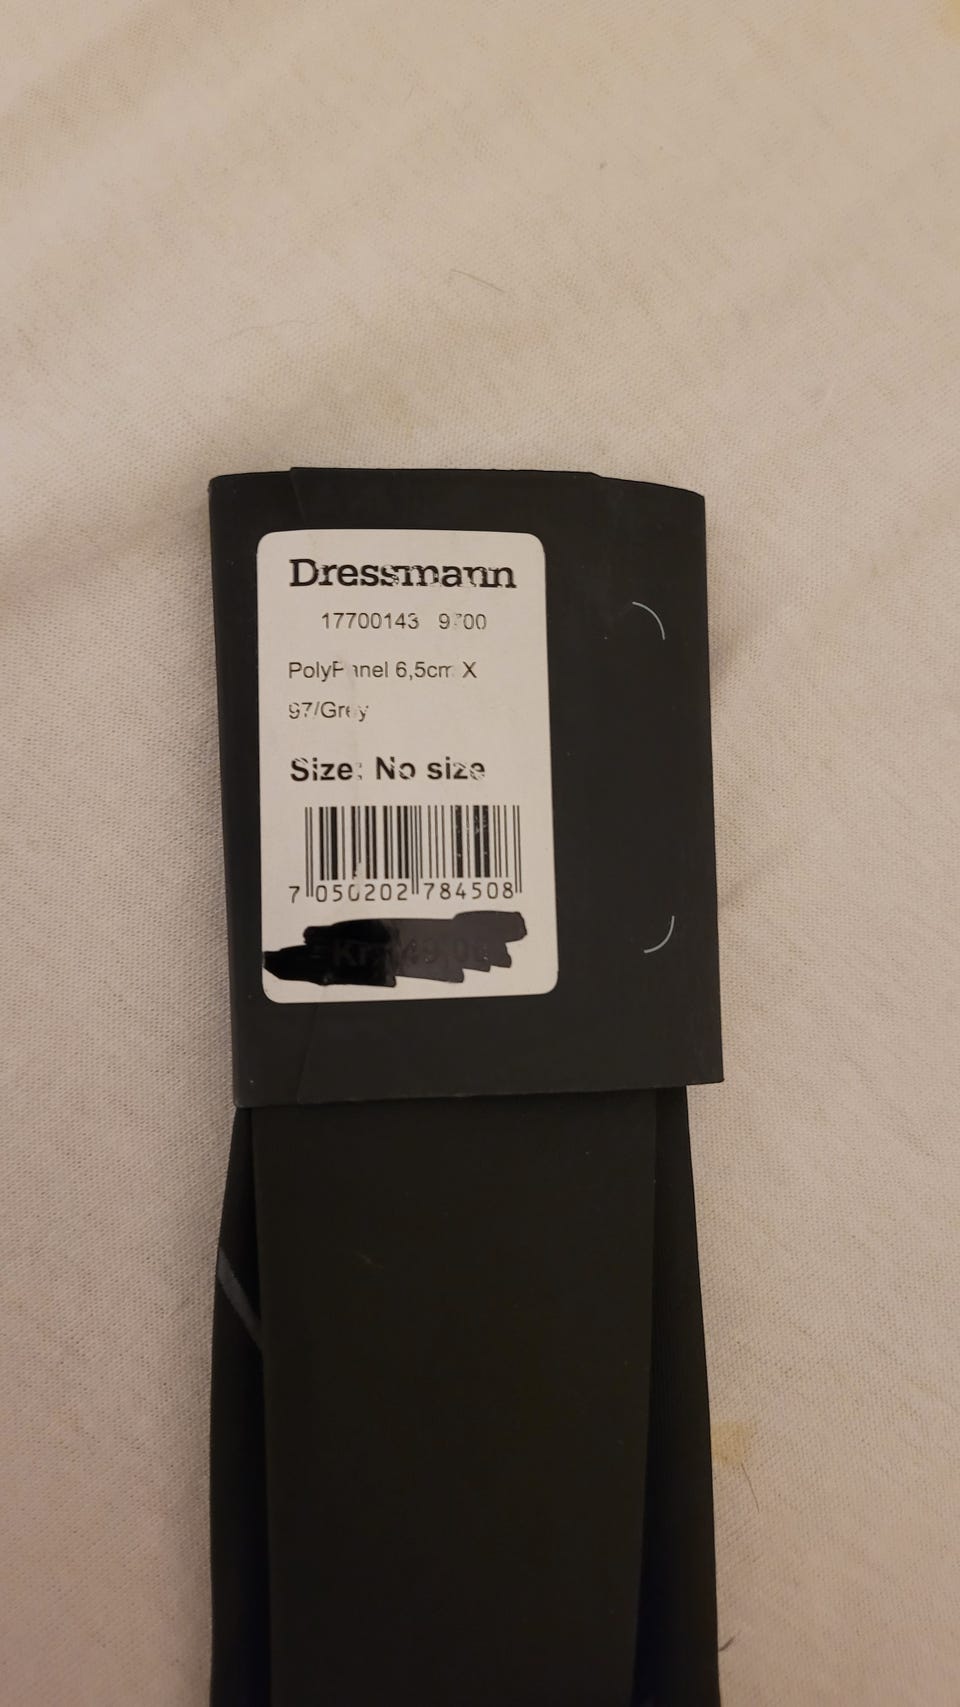 Dressmann
17700143 9700
PolyPanel 6,5cm X
97/Grey
Size: No size
7 050202 784508